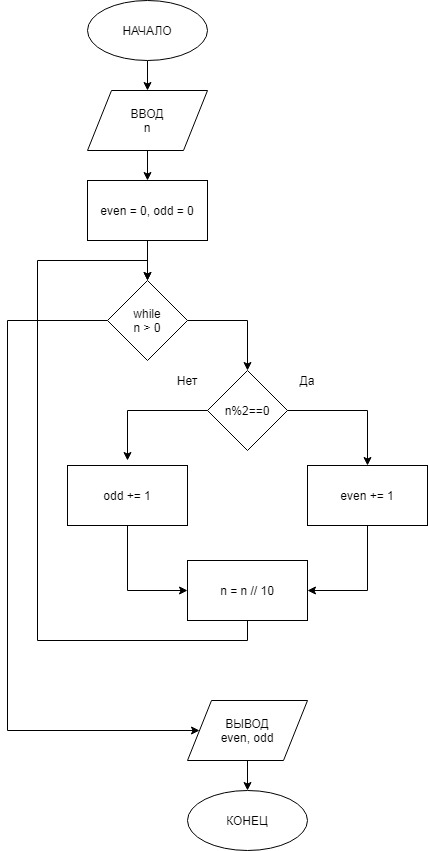 НАЧАЛО
ВВОД
n
even = 0, odd = 0
while
n > 0
Нет
Да
n%2==0
odd += 1
even += 1
n = n // 10
ВЫВОД
even, odd
КОНЕЦ